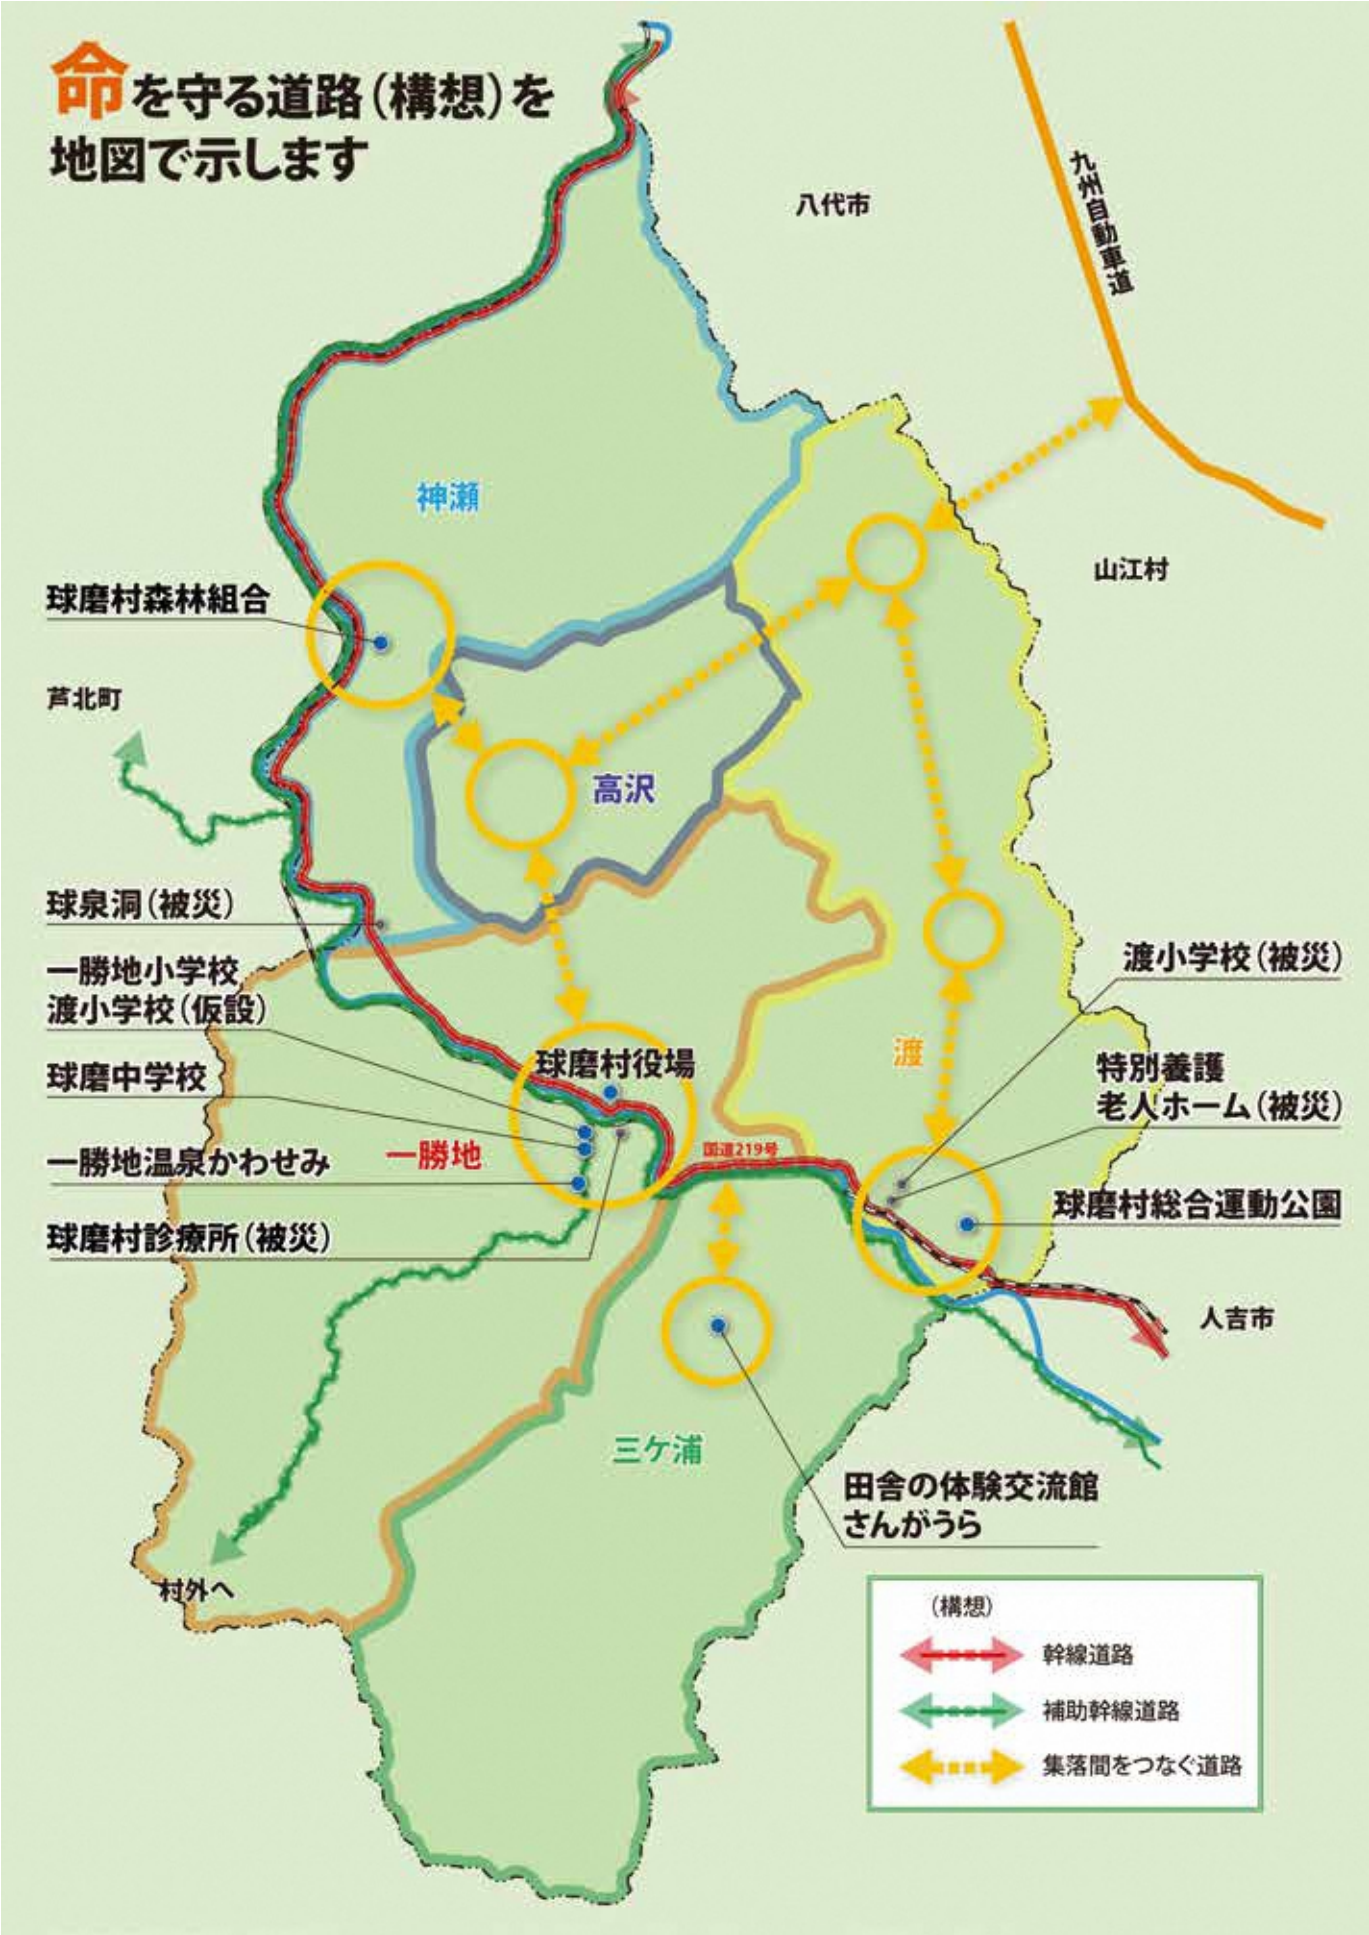 命を守る道路（構想）を
地図で示します
九州自動車道
八代市
神瀬
山江村
球磨村森林組合
芦北町
高沢
球泉洞（被災）
一勝地小学校
渡小学校（仮設）
渡小学校（被災）
渡
球磨村役場
球磨中学校
特別養護
老人ホーム（被災）
一勝地温泉かわせみ
一勝地
国道219号
球磨村総合運動公園
球磨村診療所（被災）
人吉市
三ケ浦
田舎の体験交流館
さんがうら
村外へ
（構想）
幹線道路
補助幹線道路
集落間をつなぐ道路